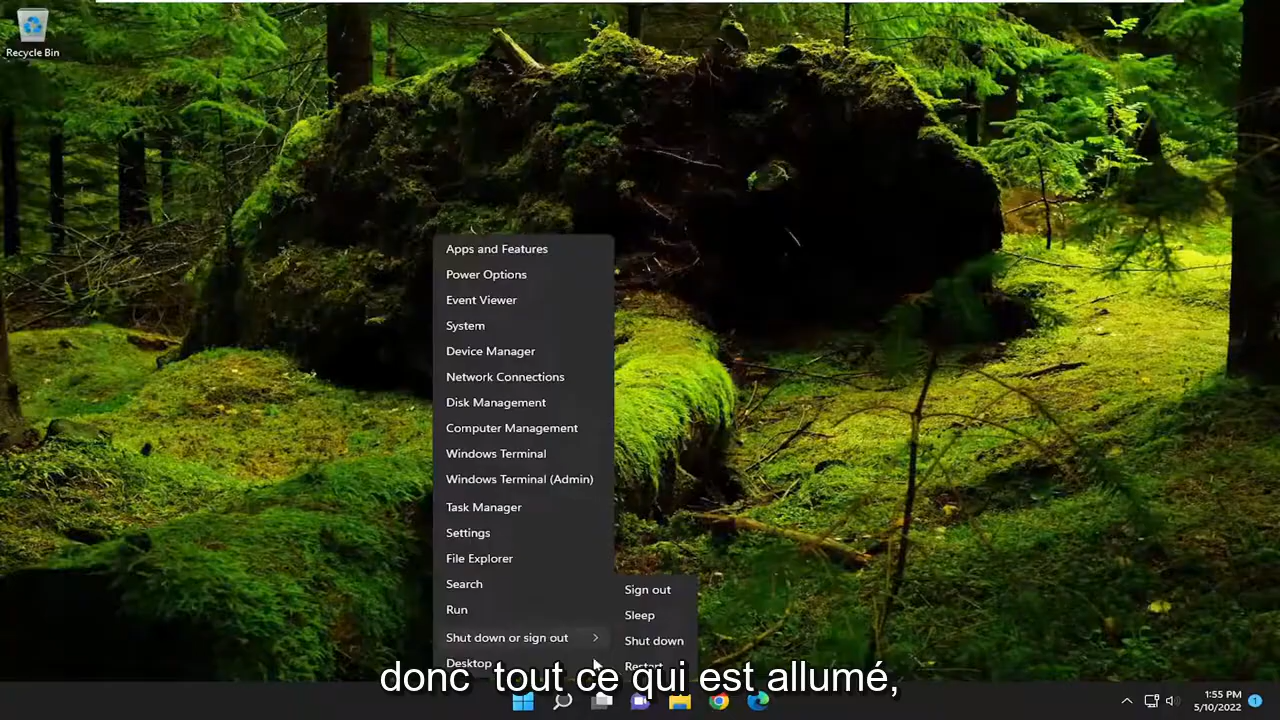 Recycle Bin
Apps and Features
Power Options
Event Viewer
System
Device Manager
Network Connections
Disk Management
Computer Management
Windows Terminal
Windows Terminal (Admin)
Task Manager
Settings
File Explorer
Search
Run
Shut down or sign out
Desktop
Sign out
Sleep
Shut down
Restart
donc tout ce qui est allumé,
1:55 PM
5/10/2022
1